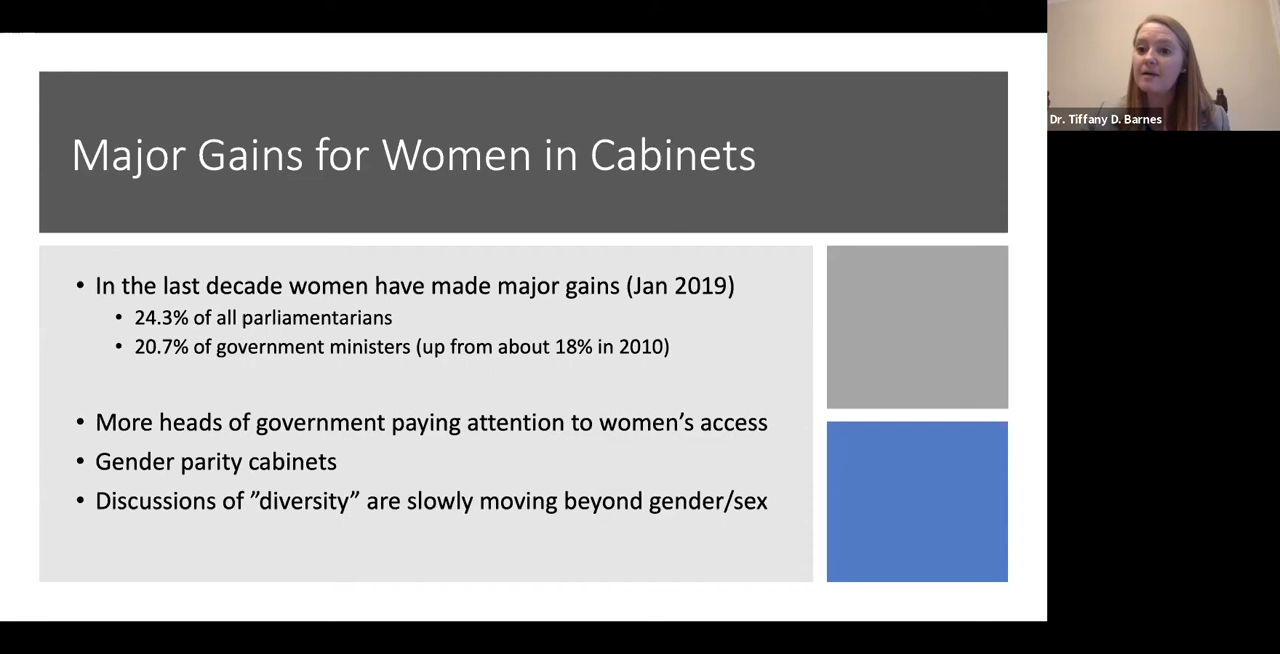 Major Gains for Women in Cabinets
Dr. Tiffany D. Barnes
• In the last decade women have made major gains (Jan 2019)
• 24.3% of all parliamentarians
• 20.7% of government ministers (up from about 18% in 2010)
• More heads of government paying attention to women’s access
• Gender parity cabinets
• Discussions of ”diversity” are slowly moving beyond gender/sex